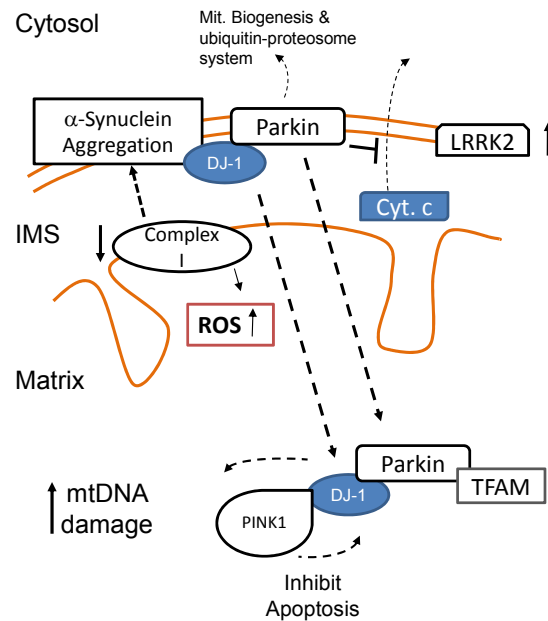 Cytosol
Mit. Biogenesis &
ubiquitin-proteosome
system
α-Synuclein
Aggregation
Parkin
DJ-1
LRRK2
Cyt. c
IMS
Complex
I
ROS
Matrix
Parkin
TFAM
DJ-1
PINK1
mtDNA
damage
Inhibit
Apoptosis